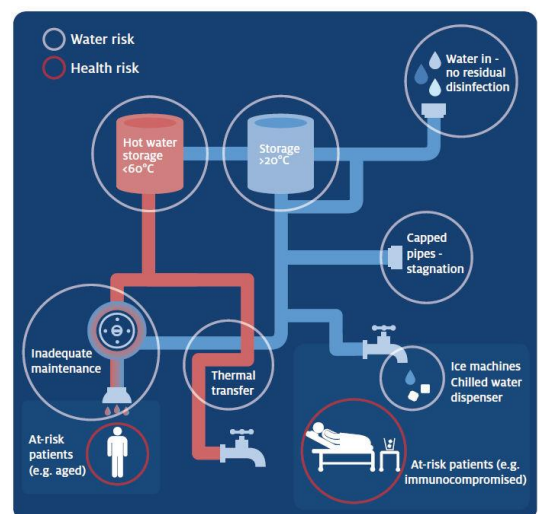 Water risk
Health risk
Water in -
no residual
disinfection
Hot water
storage
<60°C
Storage
>20°C
Capped
pipes -
stagnation
Inadequate
maintenance
Thermal
transfer
Ice machines
Chilled water
dispenser
At-risk
patients
(e.g. aged)
At-risk patients (e.g.
immunocompromised)